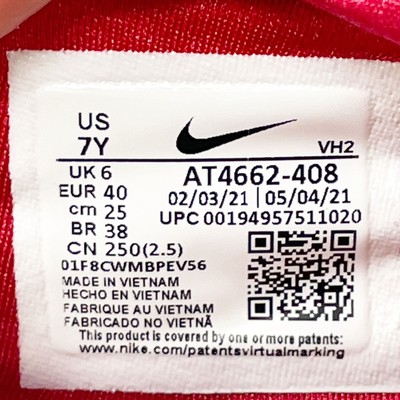 US
7Y
VH2
UK 6
EUR 40
cm 25
BR 38
CN 250(2.5)
AT4662-408
02/03/21 | 05/04/21
UPC 00194957511020
01F8CWMBPEV56
MADE IN VIETNAM
HECHO EN VIETNAM
FABRIQUE AU VIETNAM
FABRICADO NO VIETNÃ
This product is covered by one or more patents:
www.nike.com/patentsvirtualmarking